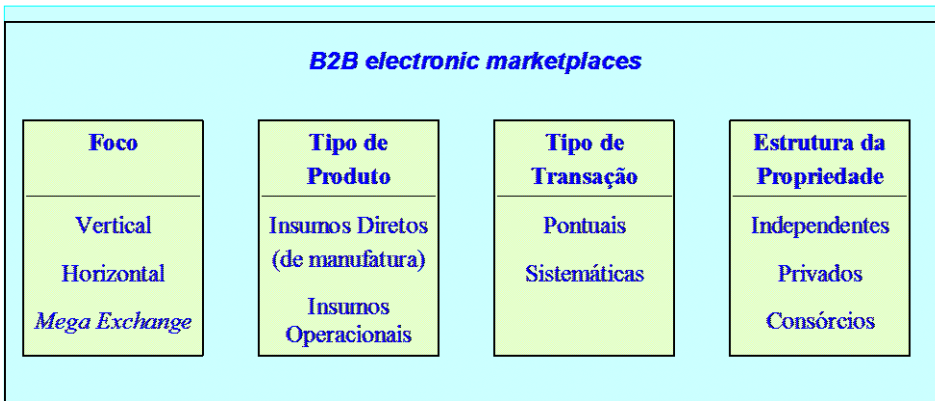 B2B electronic marketplaces
Foco
Vertical
Horizontal
Mega Exchange
Tipo de
Produto
Insumos Diretos
(de manufatura)
Insumos
Operacionais
Tipo de
Transação
Pontuais
Sistemáticas
Estrutura da
Propriedade
Independentes
Privados
Consórcios